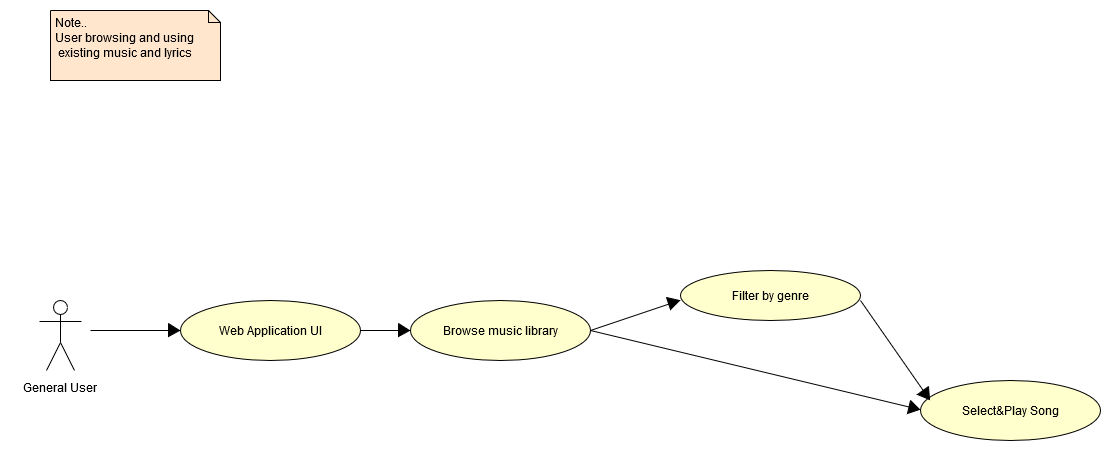 Note..
User browsing and using
existing music and lyrics
Filter by genre
Web Application UI
Browse music library
General User
Select&Play Song